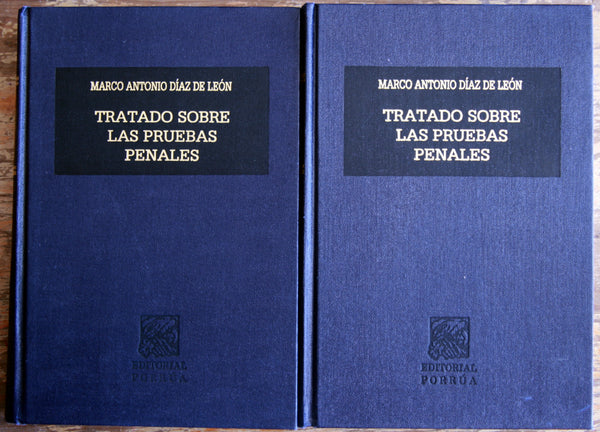 MARCO ANTONIO DÍAZ DE LEÓN
TRATADO SOBRE
LAS PRUEBAS
PENALES
EDITORIAL
PORRÚA
MARCO ANTONIO DÍAZ DE LEÓN
TRATADO SOBRE
LAS PRUEBAS
PENALES
EDITORIAL
PORRÚA